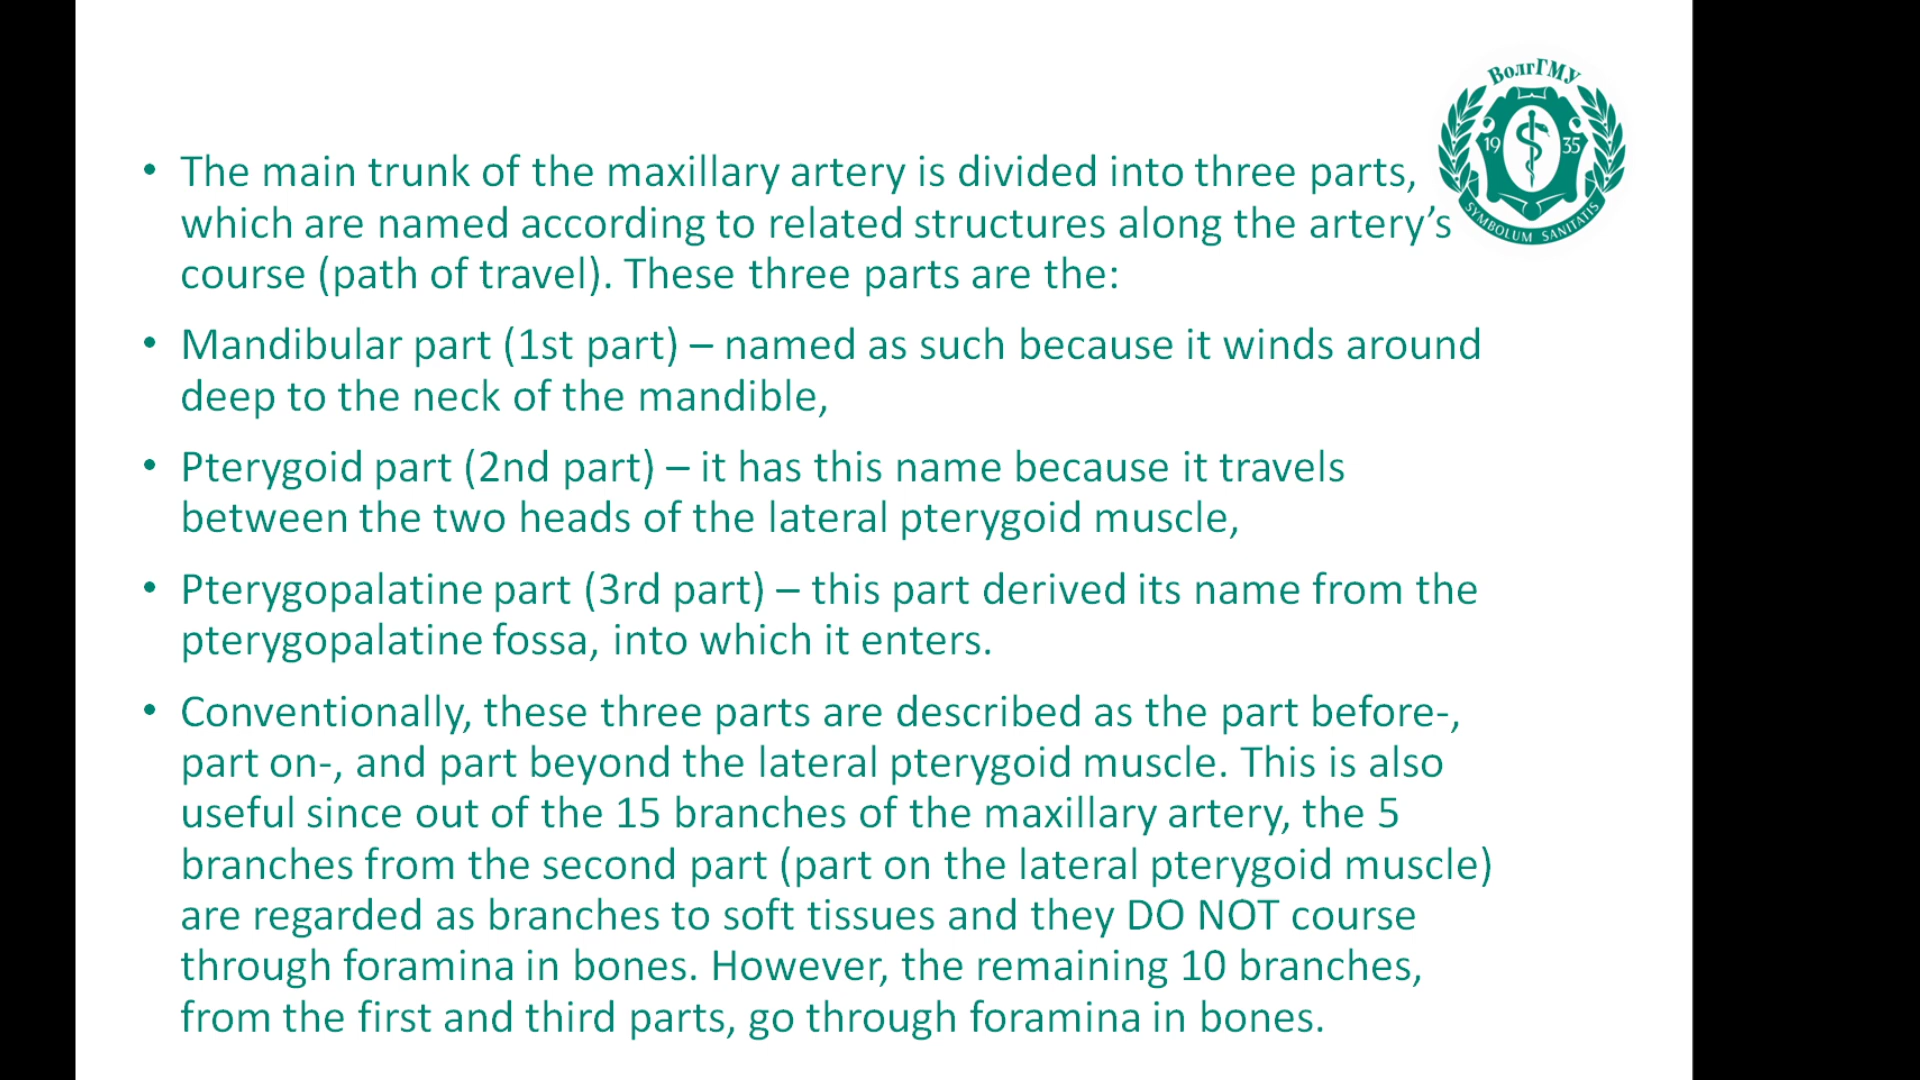 ВолгГМУ
19 35
SYMBOLUM SANITATIS
• The main trunk of the maxillary artery is divided into three parts,
which are named according to related structures along the artery’s
course (path of travel). These three parts are the:
• Mandibular part (1st part) – named as such because it winds around
deep to the neck of the mandible,
• Pterygoid part (2nd part) – it has this name because it travels
between the two heads of the lateral pterygoid muscle,
• Pterygopalatine part (3rd part) – this part derived its name from the
pterygopalatine fossa, into which it enters.
• Conventionally, these three parts are described as the part before-,
part on-, and part beyond the lateral pterygoid muscle. This is also
useful since out of the 15 branches of the maxillary artery, the 5
branches from the second part (part on the lateral pterygoid muscle)
are regarded as branches to soft tissues and they DO NOT course
through foramina in bones. However, the remaining 10 branches,
from the first and third parts, go through foramina in bones.